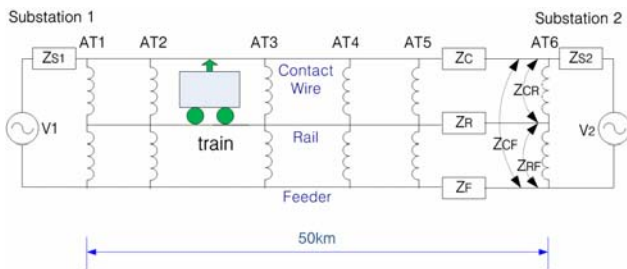 Substation 1
Substation 2
AT1 AT2 AT3 AT4 AT5 AT6
ZS1 ZC ZS2
Contact
Wire
ZCR
V1 train Rail ZR ZCF V2
ZRF
Feeder ZF
50km